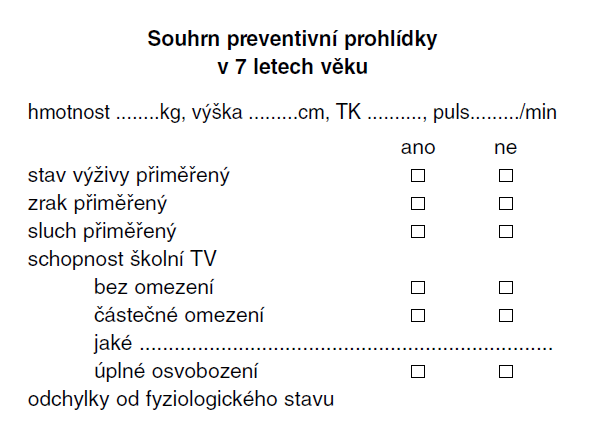 Souhrn preventivní prohlídky
v 7 letech věku
hmotnost ........kg, výška .........cm, TK .........., puls........./min
ano ne
stav výživy přiměřený ☐ ☐
zrak přiměřený ☐ ☐
sluch přiměřený ☐ ☐
schopnost školní TV
bez omezení ☐ ☐
částečné omezení ☐ ☐
jaké .......................................................................
úplné osvobození ☐ ☐
odchylky od fyziologického stavu